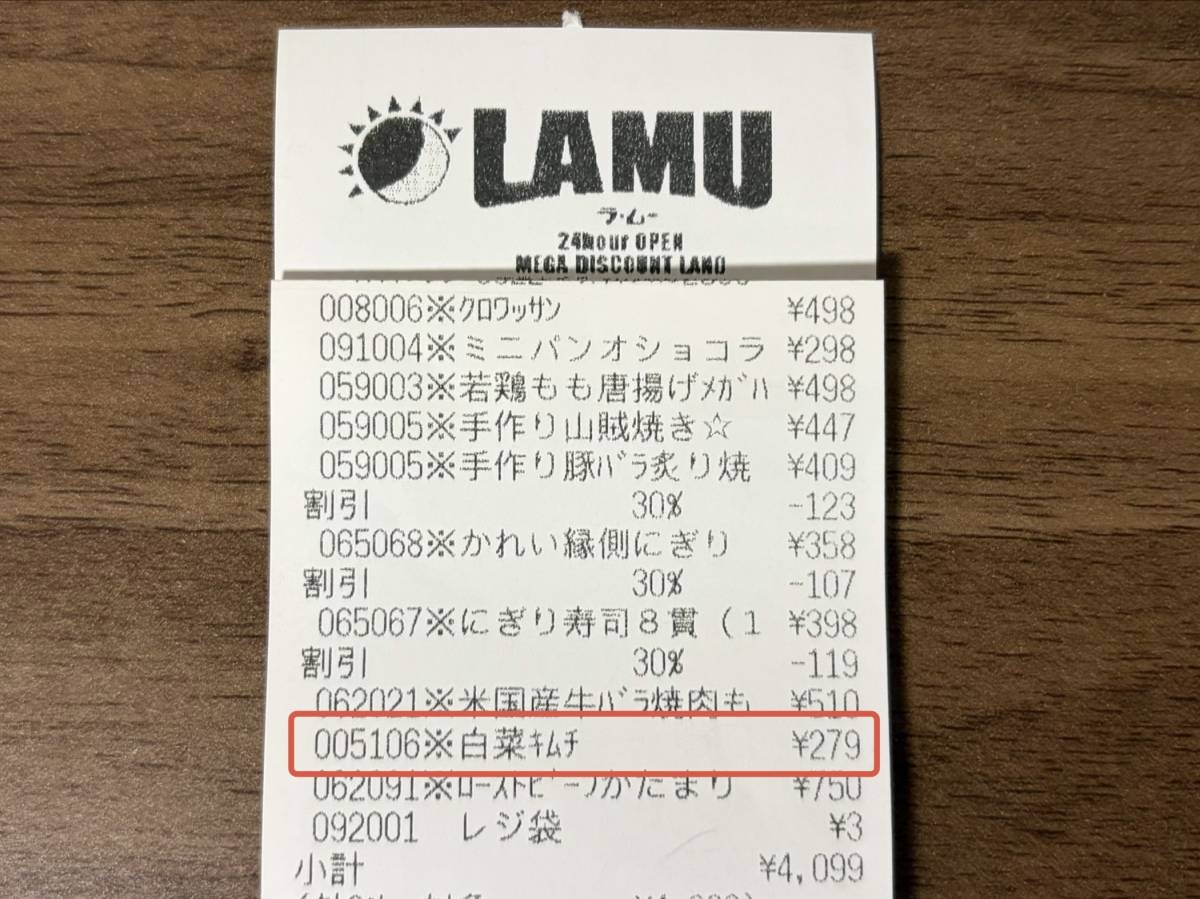 LAMU
ラ・ムー
24hour OPEN
MEGA DISCOUNT LAND
008006※クロワッサン ¥498
091004※ミニパンオショコラ ¥298
059003※若鶏もも唐揚げメガハ ¥498
059005※手作り山賊焼き☆ ¥447
059005※手作り豚バラ炙り焼 ¥409
割引 30% -123
065068※かれい縁側にぎり ¥358
割引 30% -107
065067※にぎり寿司8貫(1 ¥398
割引 30% -119
062021※米国産牛バラ焼肉も ¥510
005106※白菜キムチ ¥279
062091※ローストビーフかたまり ¥750
092001 レジ袋 ¥3
小計 ¥4,099